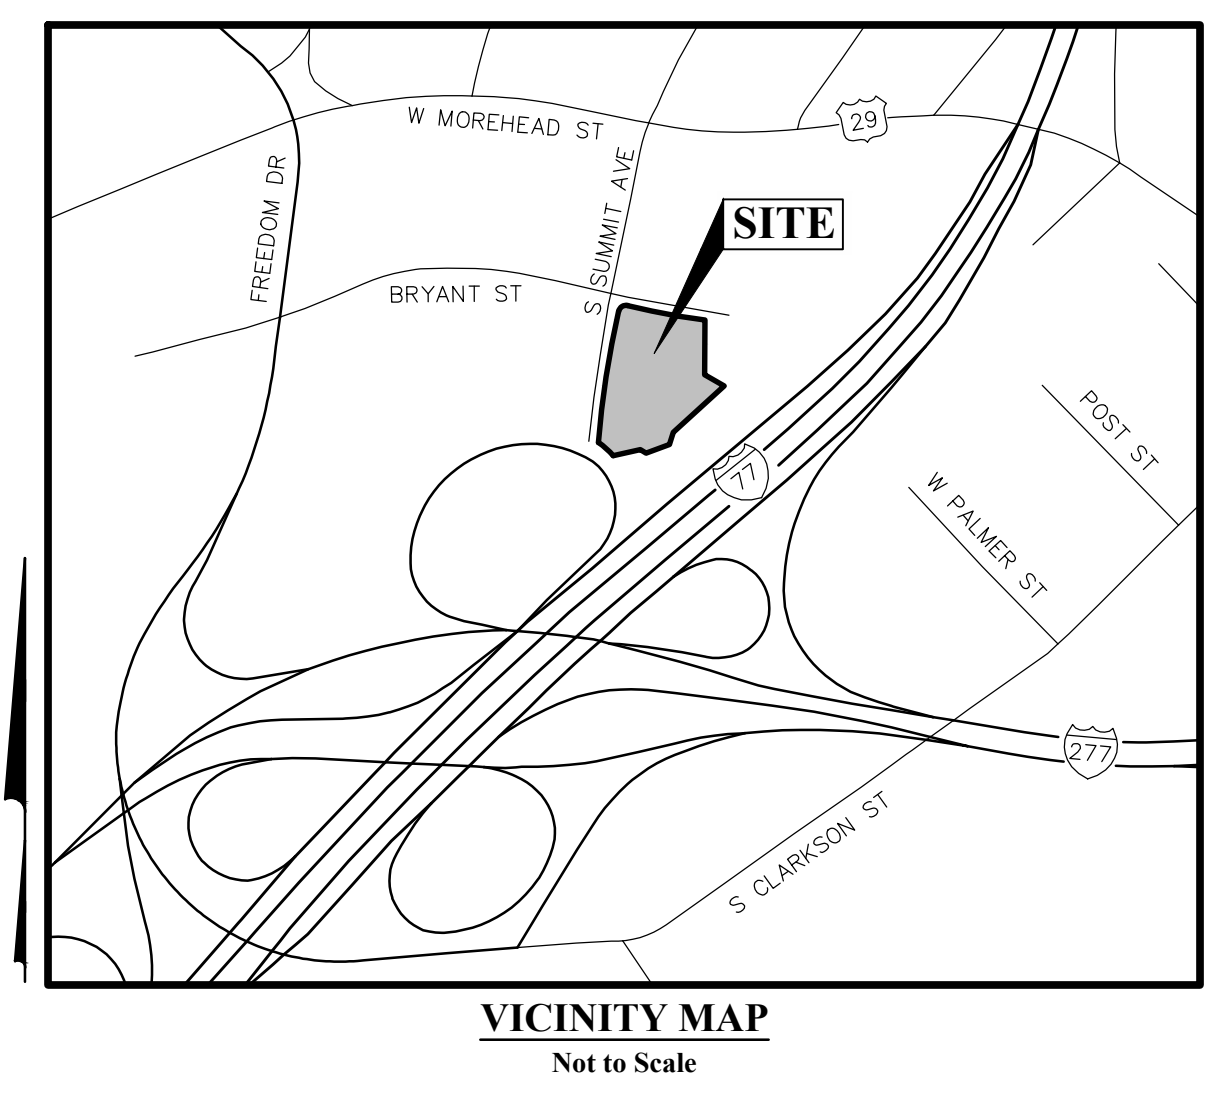 W MOREHEAD ST
29
FREEDOM DR
S SUMMIT AVE
SITE
BRYANT ST
POST ST
77
W PALMER ST
277
S CLARKSON ST
VICINITY MAP
Not to Scale